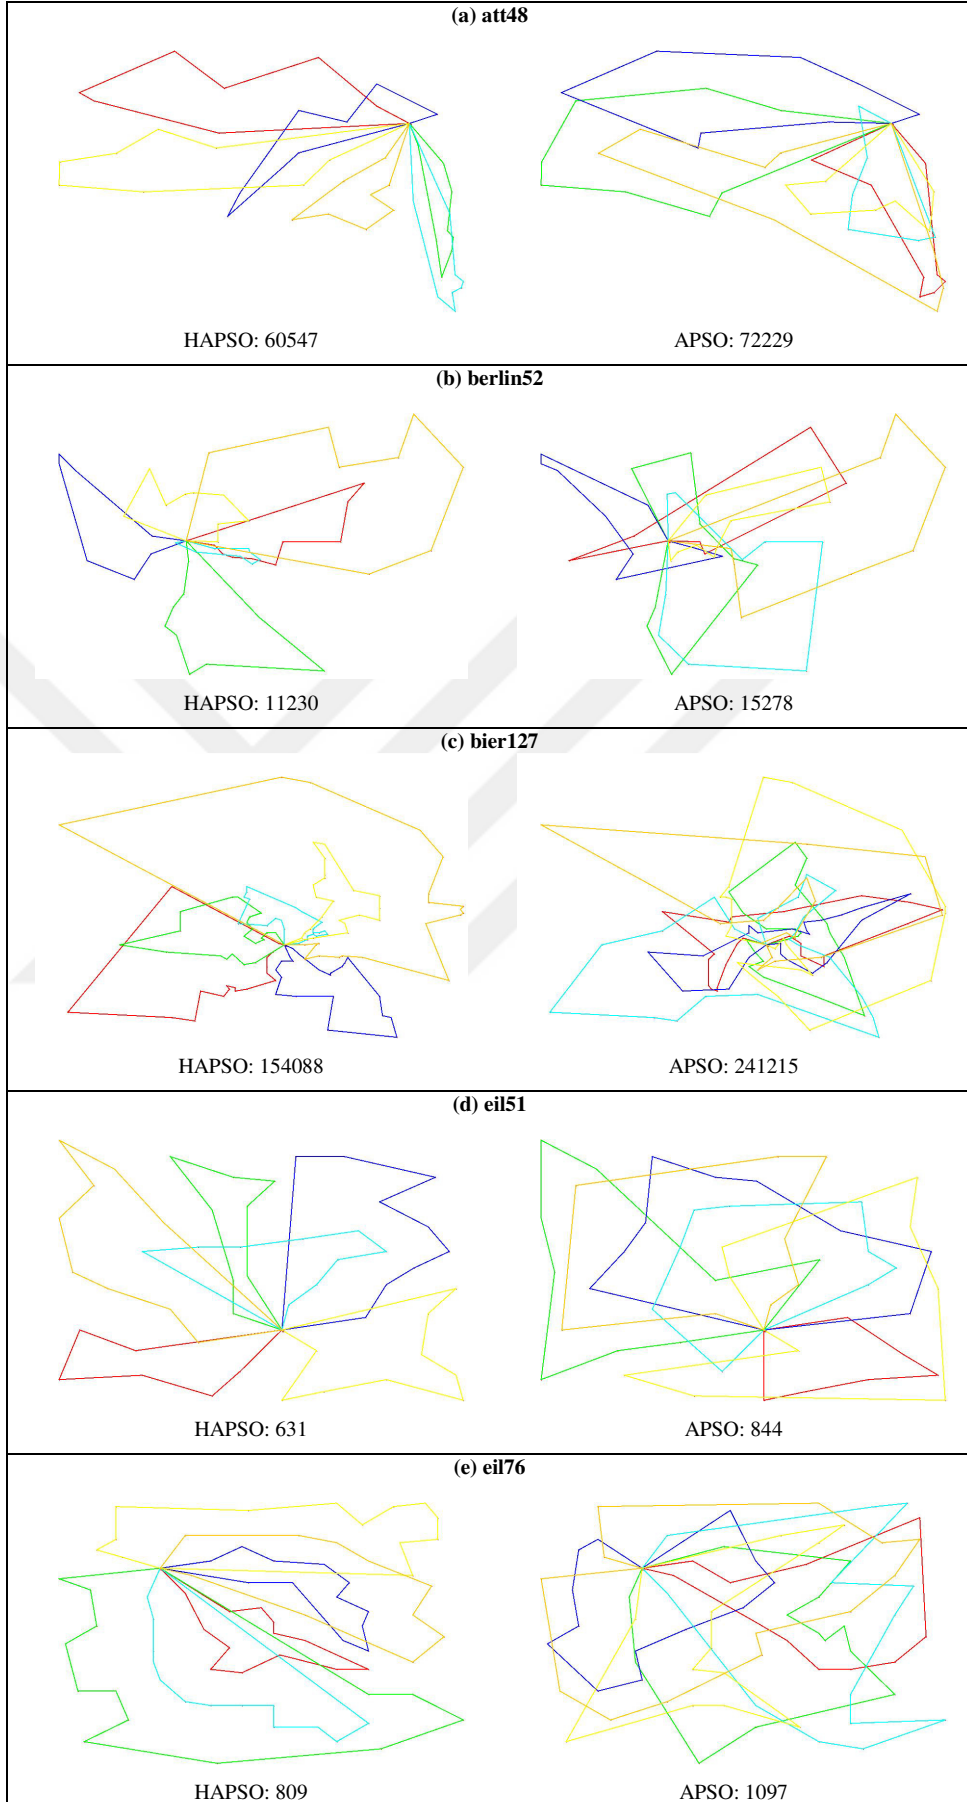 (a) att48
HAPSO: 60547
APSO: 72229
(b) berlin52
HAPSO: 11230
APSO: 15278
(c) bier127
HAPSO: 154088
APSO: 241215
(d) eil51
HAPSO: 631
APSO: 844
(e) eil76
HAPSO: 809
APSO: 1097